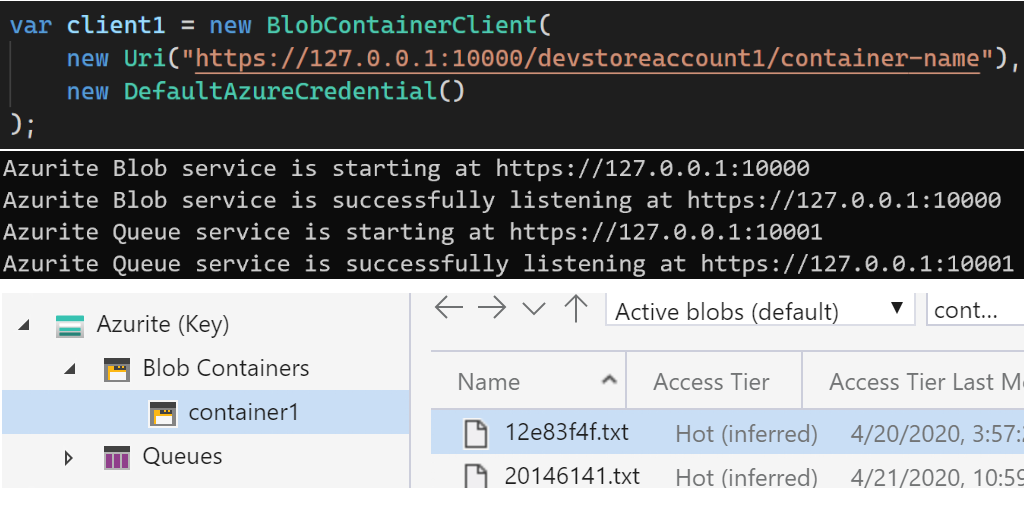 var client1 = new BlobContainerClient(
new Uri("https://127.0.0.1:10000/devstoreaccount1/container-name"),
new DefaultAzureCredential()
);
Azurite Blob service is starting at https://127.0.0.1:10000
Azurite Blob service is successfully listening at https://127.0.0.1:10000
Azurite Queue service is starting at https://127.0.0.1:10001
Azurite Queue service is successfully listening at https://127.0.0.1:10001
Azurite (Key)
Blob Containers
container1
Queues
Active blobs (default) cont...
Name Access Tier Access Tier Last M
12e83f4f.txt Hot (inferred) 4/20/2020, 3:57:
20146141.txt Hot (inferred) 4/21/2020, 10:59